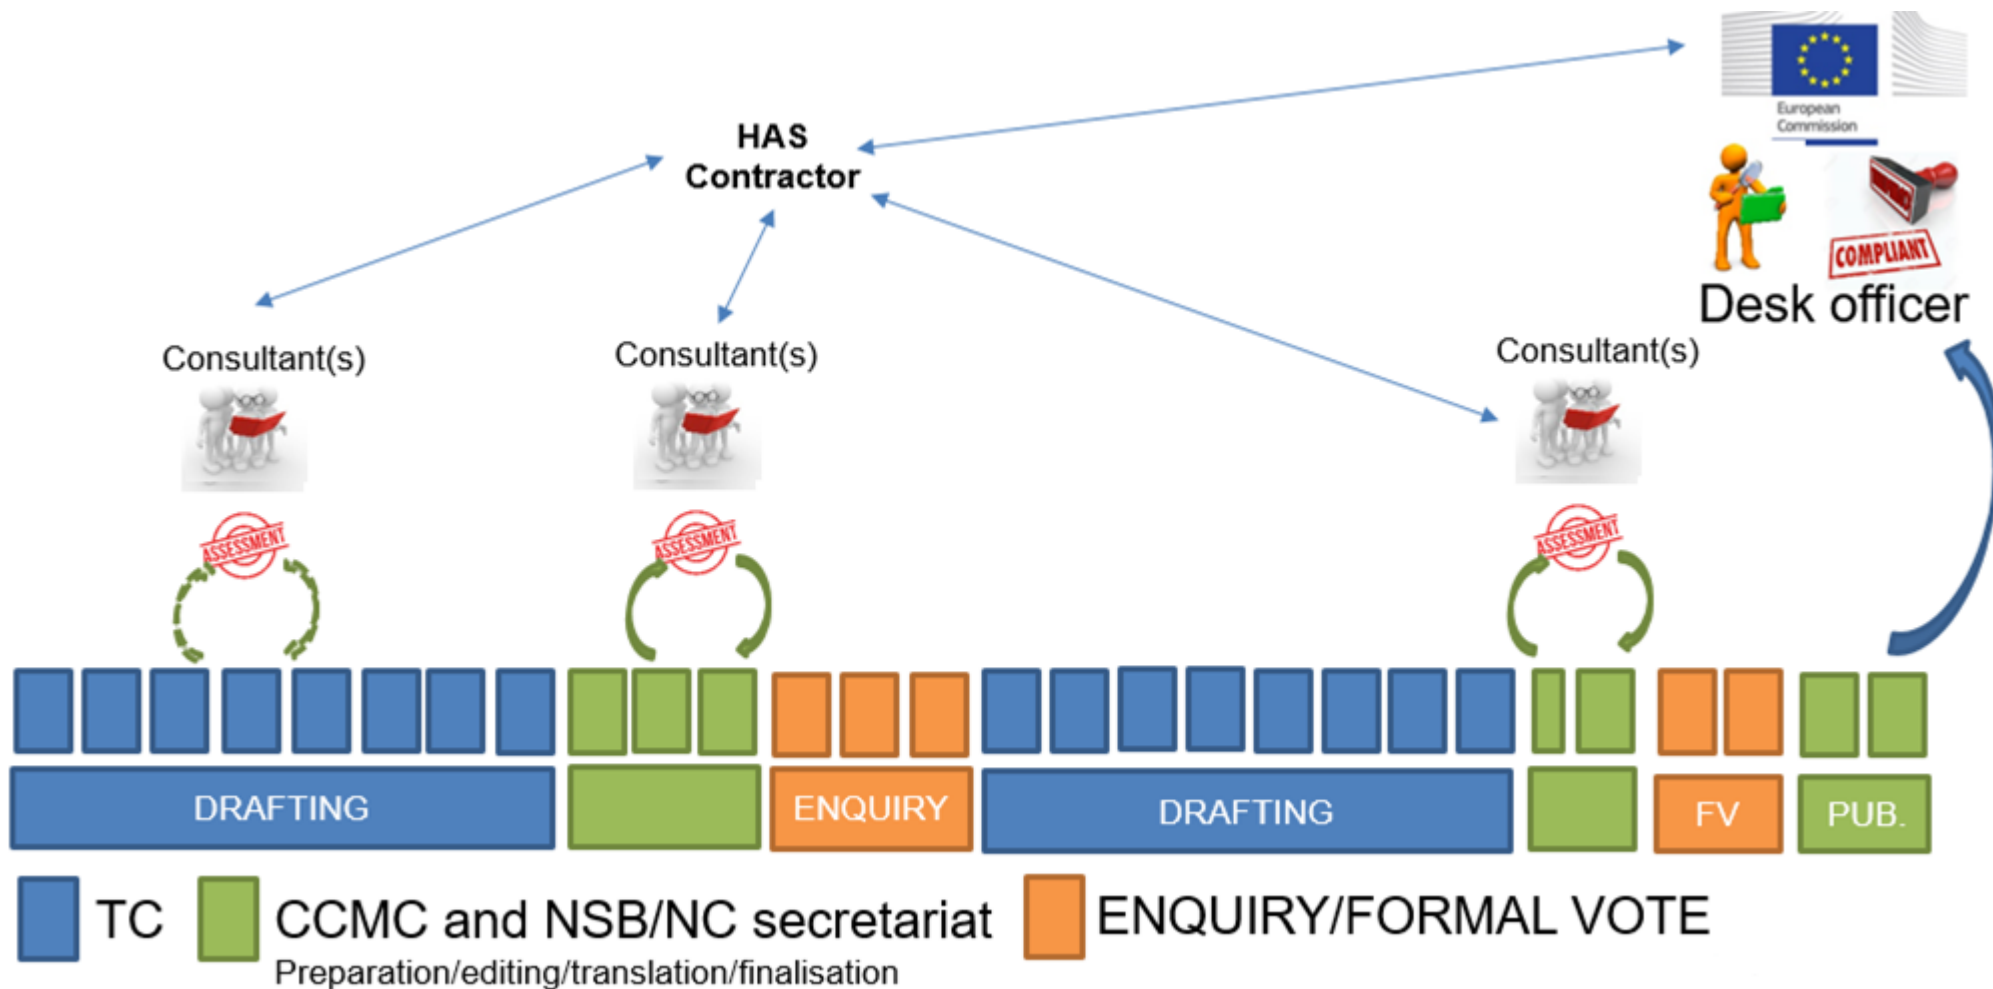 HAS
Contractor
European
Commission
COMPLIANT
Desk officer
Consultant(s)
Consultant(s)
Consultant(s)
ASSESSMENT
ASSESSMENT
ASSESSMENT
DRAFTING
ENQUIRY
DRAFTING
FV
PUB.
TC
CCMC and NSB/NC secretariat
Preparation/editing/translation/finalisation
ENQUIRY/FORMAL VOTE